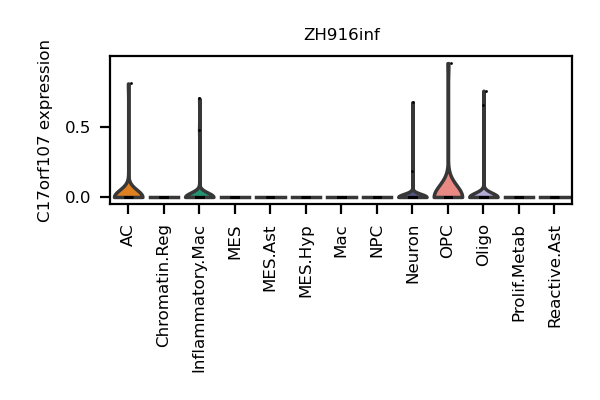 ZH916inf
C17orf107 expression
0.5
0.0
AC
Chromatin.Reg
Inflammatory.Mac
MES
MES.Ast
MES.Hyp
Mac
NPC
Neuron
OPC
Oligo
Prolif.Metab
Reactive.Ast